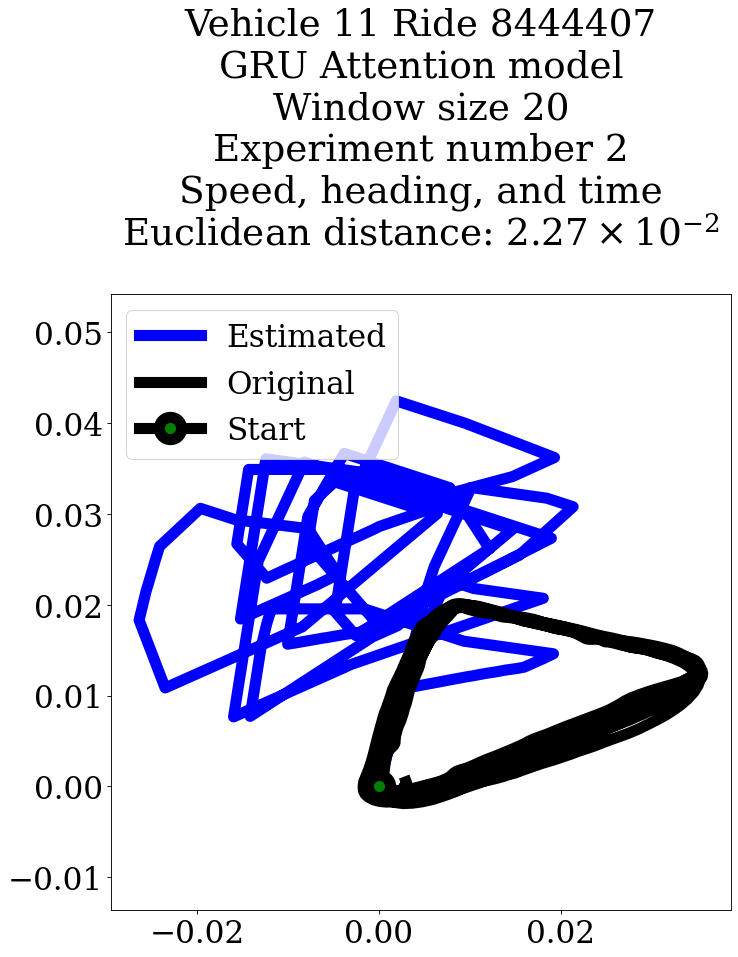 Vehicle 11 Ride 8444407
GRU Attention model
Window size 20
Experiment number 2
Speed, heading, and time
Euclidean distance: 2.27 × 10⁻²
Estimated
Original
Start
0.05
0.04
0.03
0.02
0.01
0.00
−0.01
−0.02 0.00 0.02